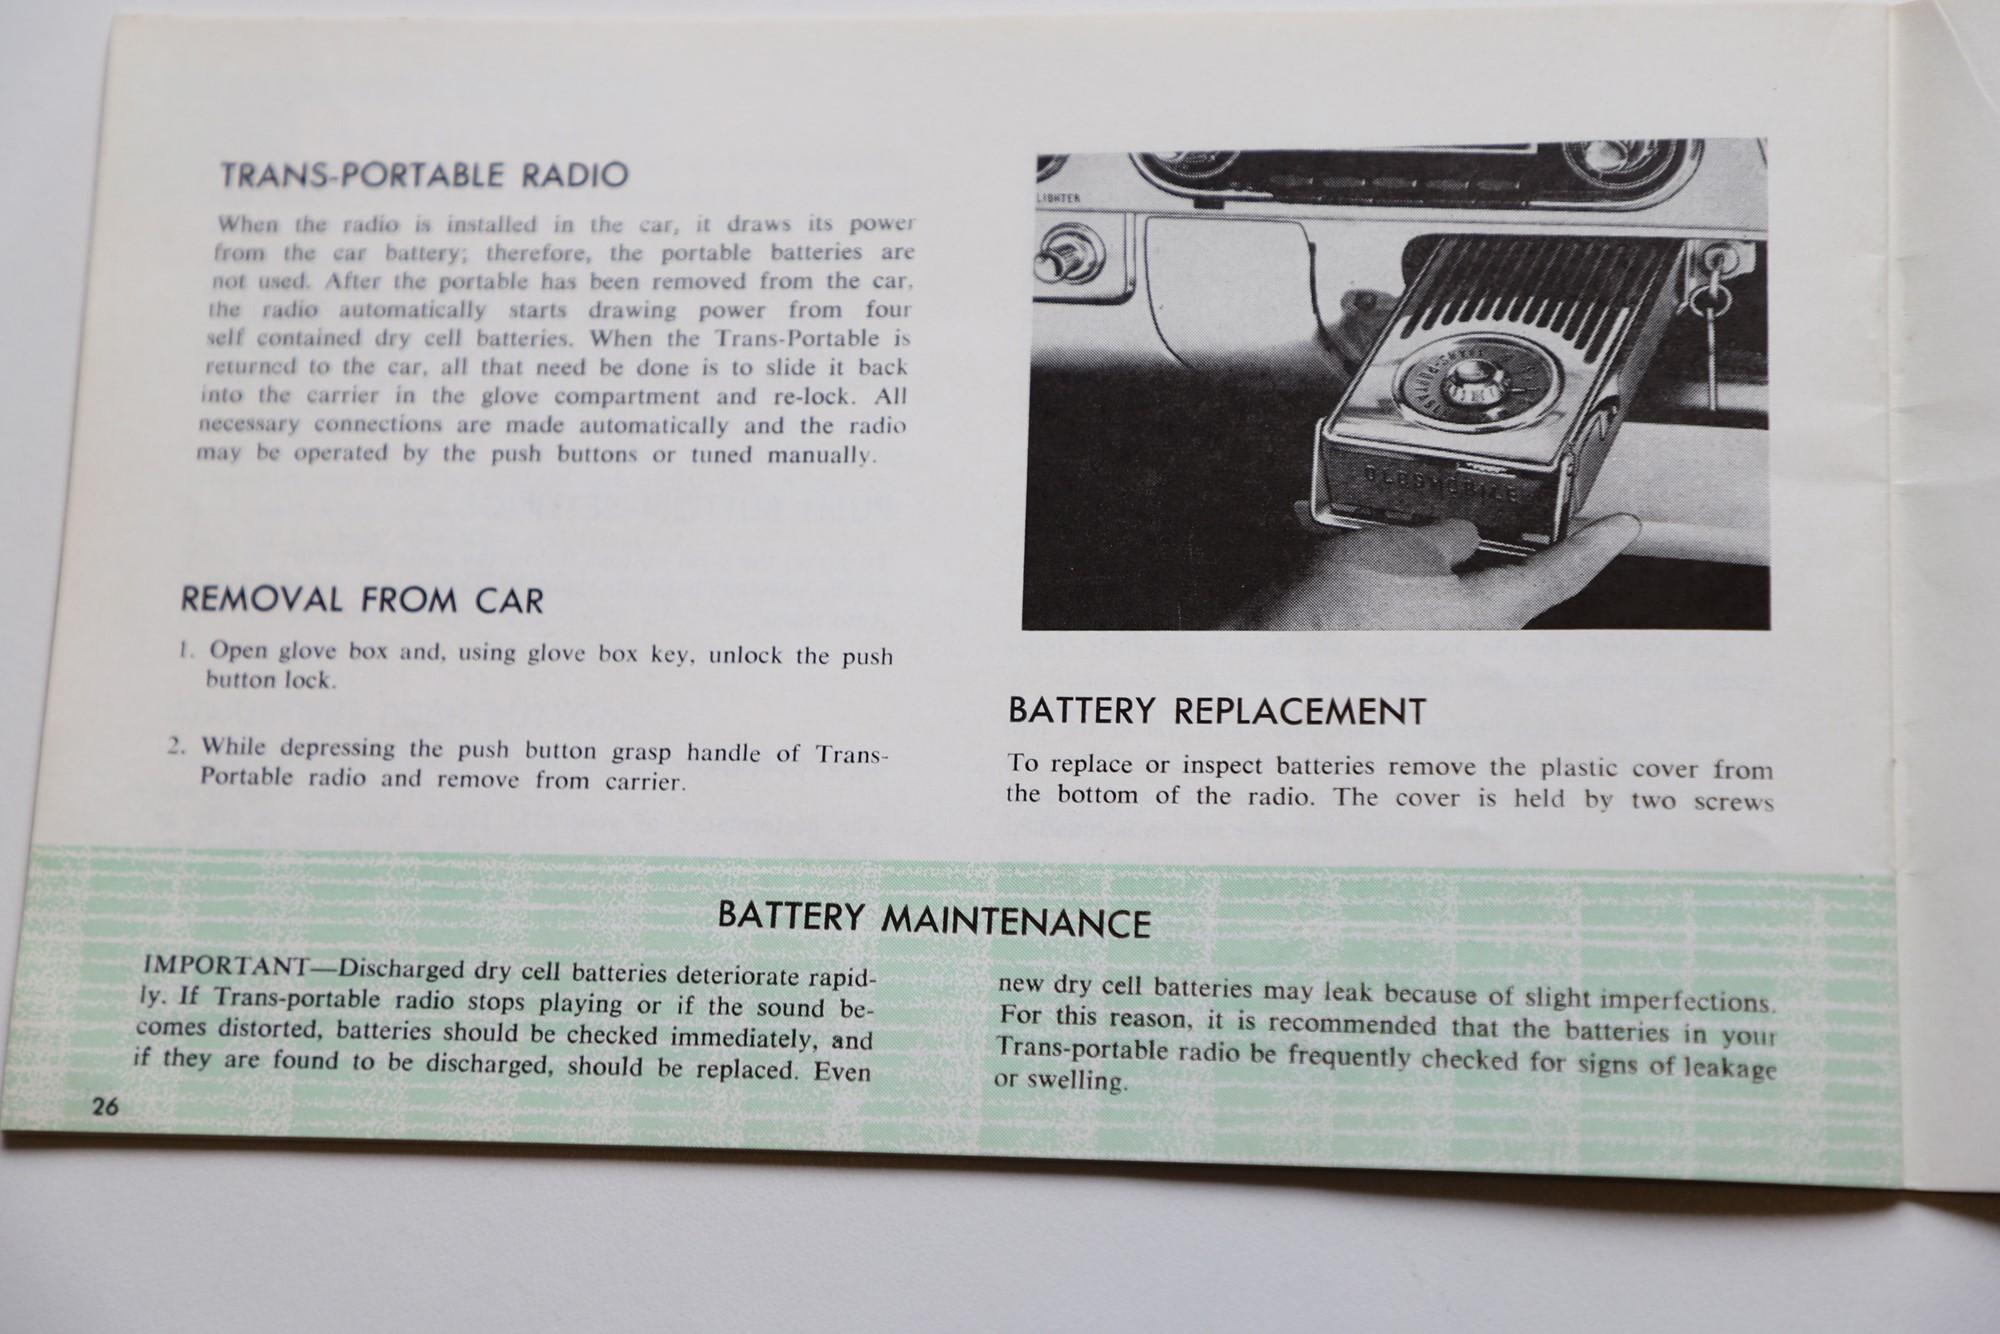 TRANS-PORTABLE RADIO
When the radio is installed in the car, it draws its power
from the car battery; therefore, the portable batteries are
not used. After the portable has been removed from the car,
the radio automatically starts drawing power from four
self contained dry cell batteries. When the Trans-Portable is
returned to the car, all that need be done is to slide it back
into the carrier in the glove compartment and re-lock. All
necessary connections are made automatically and the radio
may be operated by the push buttons or tuned manually.
REMOVAL FROM CAR
1. Open glove box and, using glove box key, unlock the push
button lock.
2. While depressing the push button grasp handle of Trans-
Portable radio and remove from carrier.
LIGHTER
OLDSMOBILE
BATTERY REPLACEMENT
To replace or inspect batteries remove the plastic cover from
the bottom of the radio. The cover is held by two screws
BATTERY MAINTENANCE
IMPORTANT—Discharged dry cell batteries deteriorate rapid-
ly. If Trans-portable radio stops playing or if the sound be-
comes distorted, batteries should be checked immediately, and
if they are found to be discharged, should be replaced. Even
new dry cell batteries may leak because of slight imperfections.
For this reason, it is recommended that the batteries in your
Trans-portable radio be frequently checked for signs of leakage
or swelling.
26